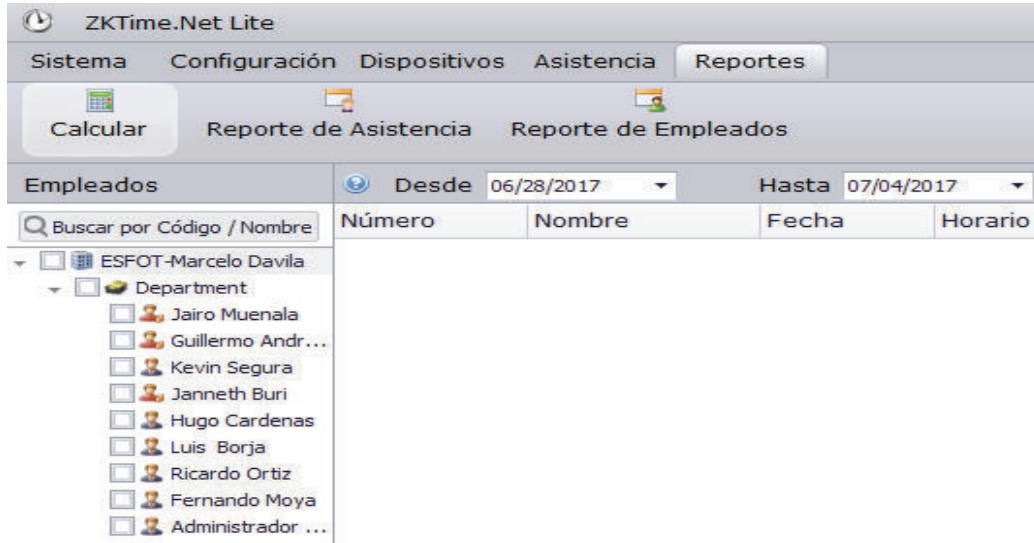 ZKTime.Net Lite
Sistema Configuración Dispositivos Asistencia Reportes
Calcular Reporte de Asistencia Reporte de Empleados
Empleados Desde 06/28/2017 Hasta 07/04/2017
Buscar por Código / Nombre Número Nombre Fecha Horario
ESFOT-Marcelo Davila
Department
Jairo Muenala
Guillermo Andr...
Kevin Segura
Janneth Buri
Hugo Cardenas
Luis Borja
Ricardo Ortiz
Fernando Moya
Administrador ...